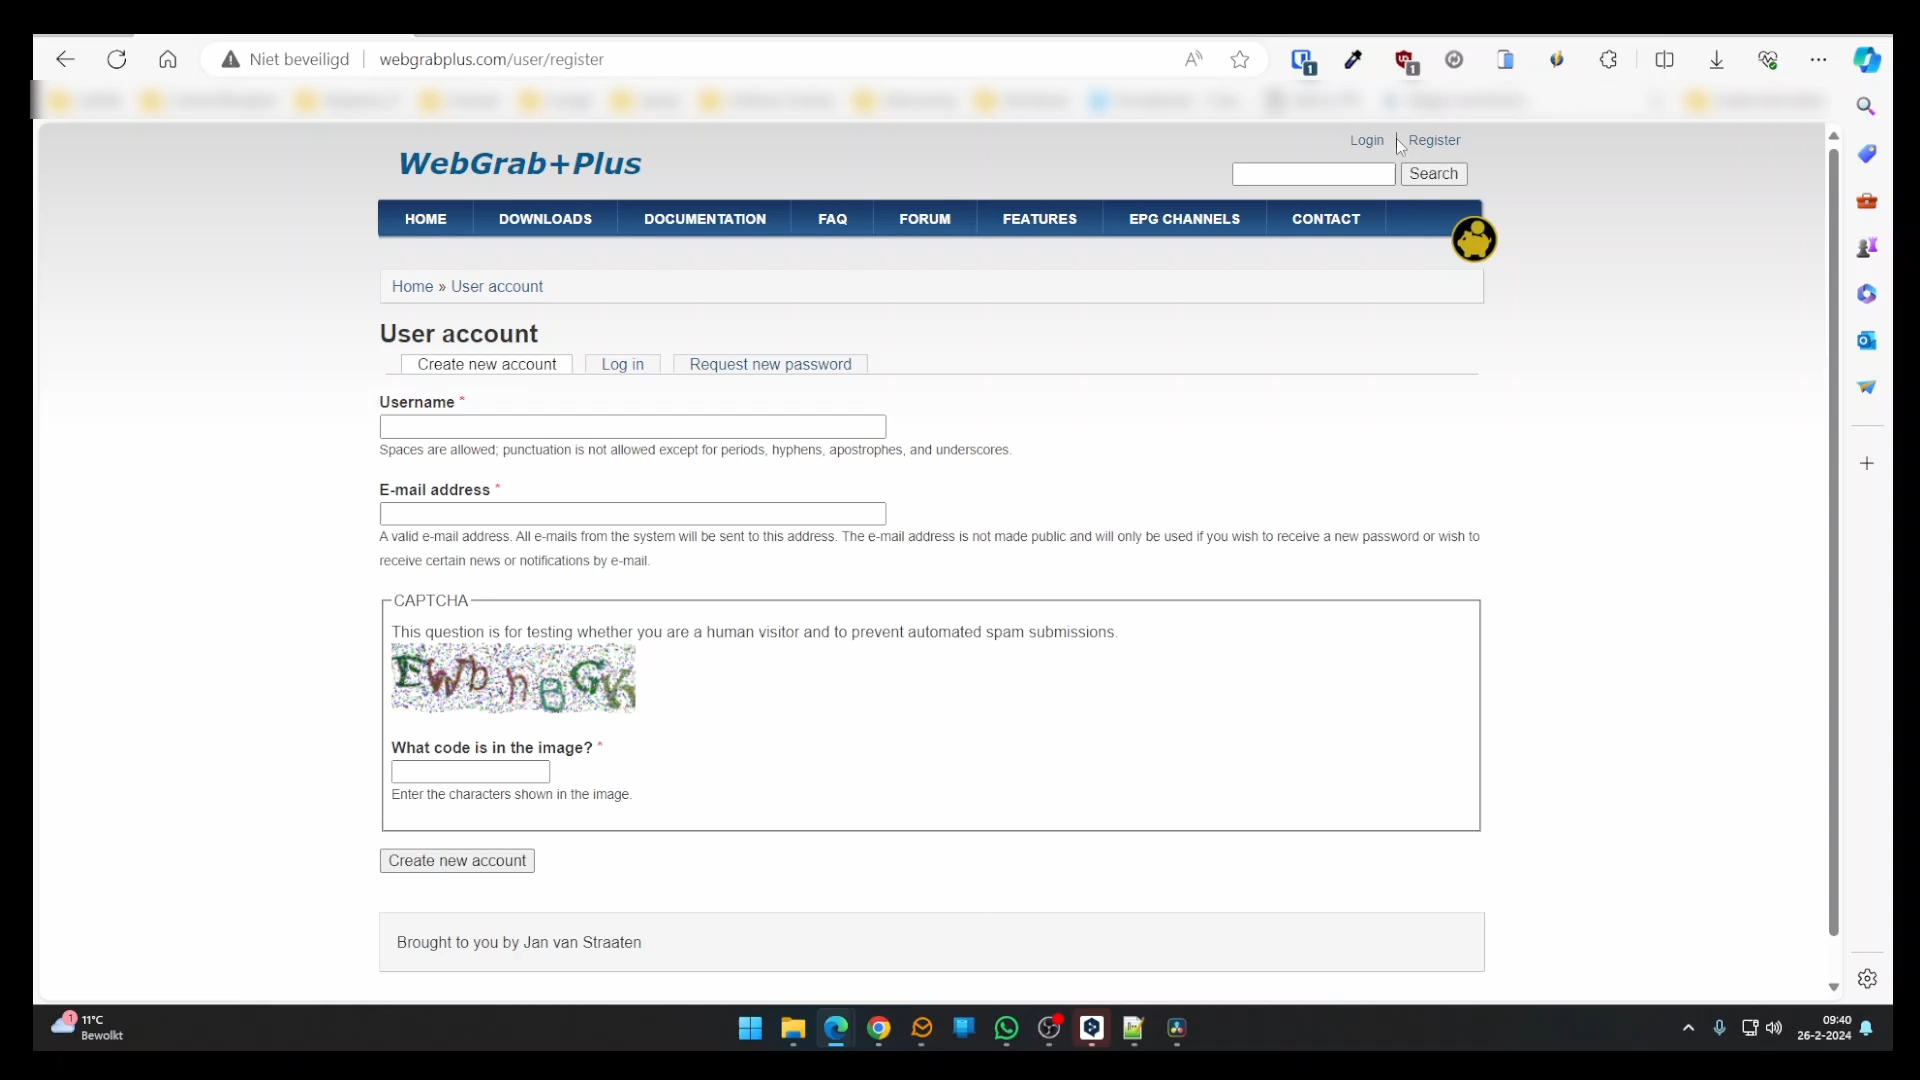 Niet beveiligd webgrabplus.com/user/register
1 1
Login Register
WebGrab+Plus
Search
HOME DOWNLOADS DOCUMENTATION FAQ FORUM FEATURES EPG CHANNELS CONTACT
Home » User account
User account
Create new account Log in Request new password
Username *
Spaces are allowed; punctuation is not allowed except for periods, hyphens, apostrophes, and underscores.
E-mail address *
A valid e-mail address. All e-mails from the system will be sent to this address. The e-mail address is not made public and will only be used if you wish to receive a new password or wish to
receive certain news or notifications by e-mail.
CAPTCHA
This question is for testing whether you are a human visitor and to prevent automated spam submissions.
What code is in the image? *
Enter the characters shown in the image.
Create new account
Brought to you by Jan van Straaten
1 11°C
Bewolkt
09:40
26-2-2024